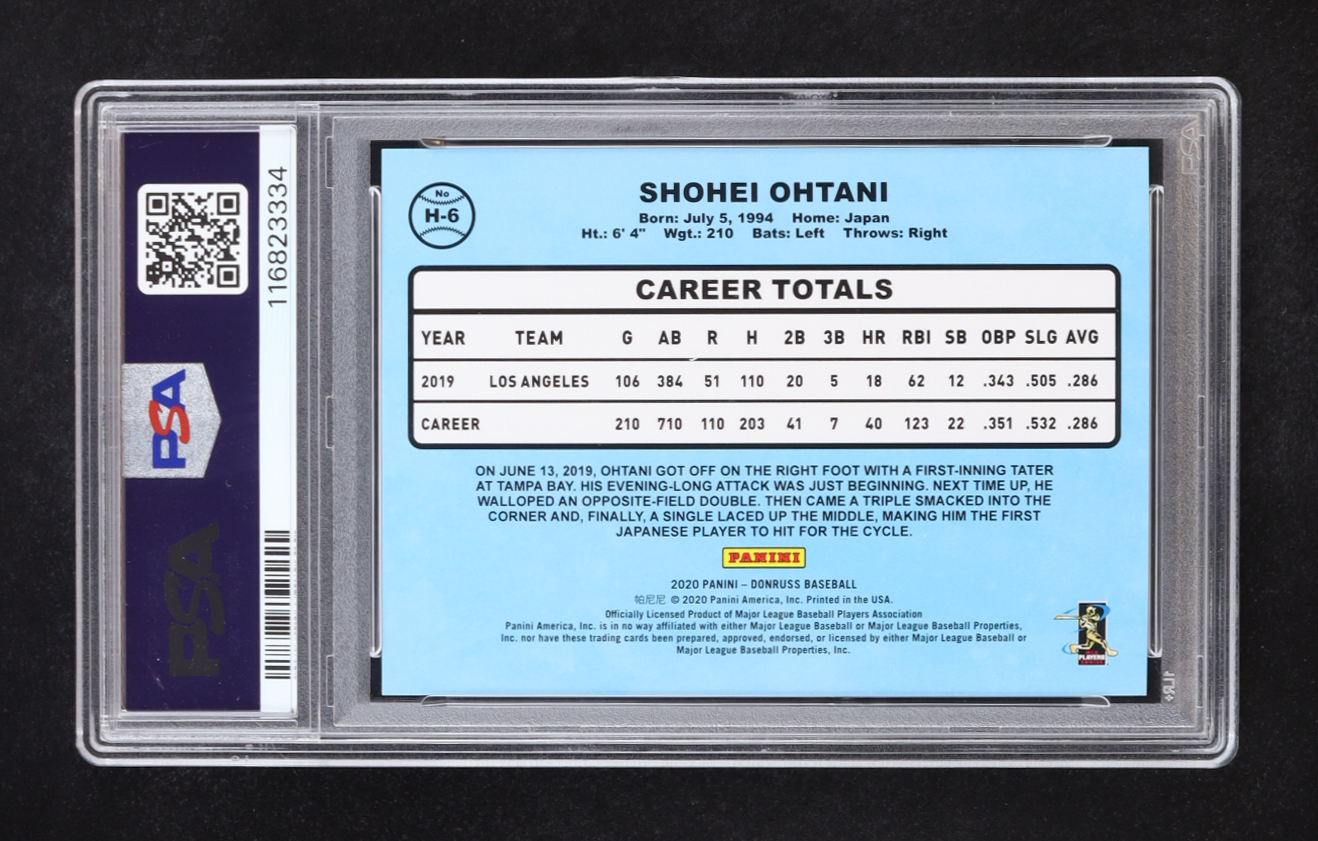 116823334
PSA
PSA
No
H-6
SHOHEI OHTANI
Born: July 5, 1994 Home: Japan
Ht.: 6' 4" Wgt.: 210 Bats: Left Throws: Right
CAREER TOTALS
YEAR TEAM G AB R H 2B 3B HR RBI SB OBP SLG AVG
2019 LOS ANGELES 106 384 51 110 20 5 18 62 12 .343 .505 .286
CAREER 210 710 110 203 41 7 40 123 22 .351 .532 .286
ON JUNE 13, 2019, OHTANI GOT OFF ON THE RIGHT FOOT WITH A FIRST-INNING TATER
AT TAMPA BAY. HIS EVENING-LONG ATTACK WAS JUST BEGINNING. NEXT TIME UP, HE
WALLOPED AN OPPOSITE-FIELD DOUBLE. THEN CAME A TRIPLE SMACKED INTO THE
CORNER AND, FINALLY, A SINGLE LACED UP THE MIDDLE, MAKING HIM THE FIRST
JAPANESE PLAYER TO HIT FOR THE CYCLE.
PANINI
2020 PANINI – DONRUSS BASEBALL
帕尼尼 © 2020 Panini America, Inc. Printed in the USA.
Officially Licensed Product of Major League Baseball Players Association
Panini America, Inc. is in no way affiliated with either Major League Baseball or Major League Baseball Properties,
Inc. nor have these trading cards been prepared, approved, endorsed, or licensed by either Major League Baseball or
Major League Baseball Properties, Inc.
PLAYERS
PSA